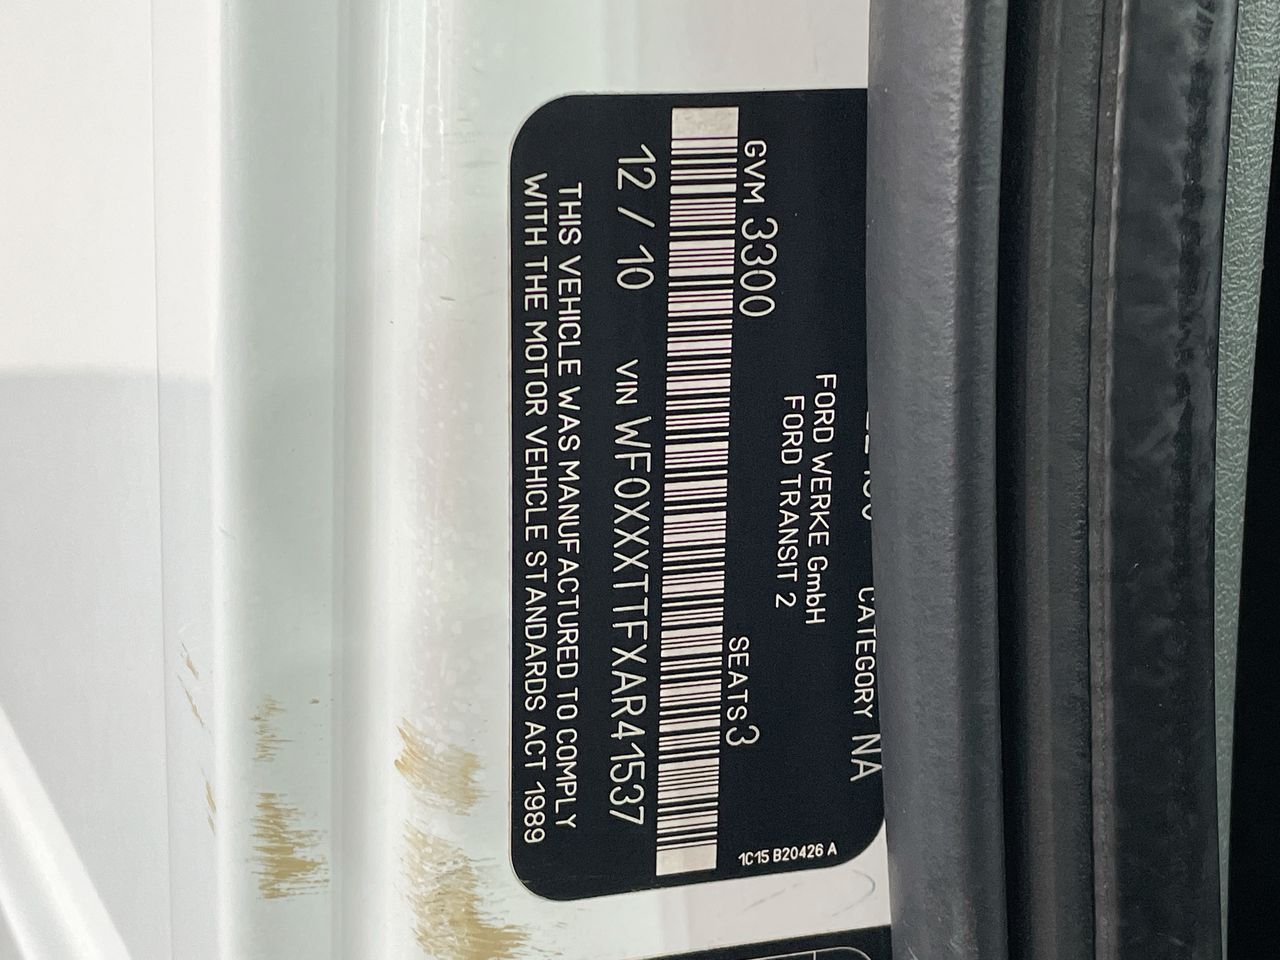 CATEGORY NA
FORD WERKE GmbH
FORD TRANSIT 2
GVM 3300 SEATS 3
12 / 10 VIN WF0XXXTTFXAR41537
THIS VEHICLE WAS MANUFACTURED TO COMPLY
WITH THE MOTOR VEHICLE STANDARDS ACT 1989
1C15 B20426 A